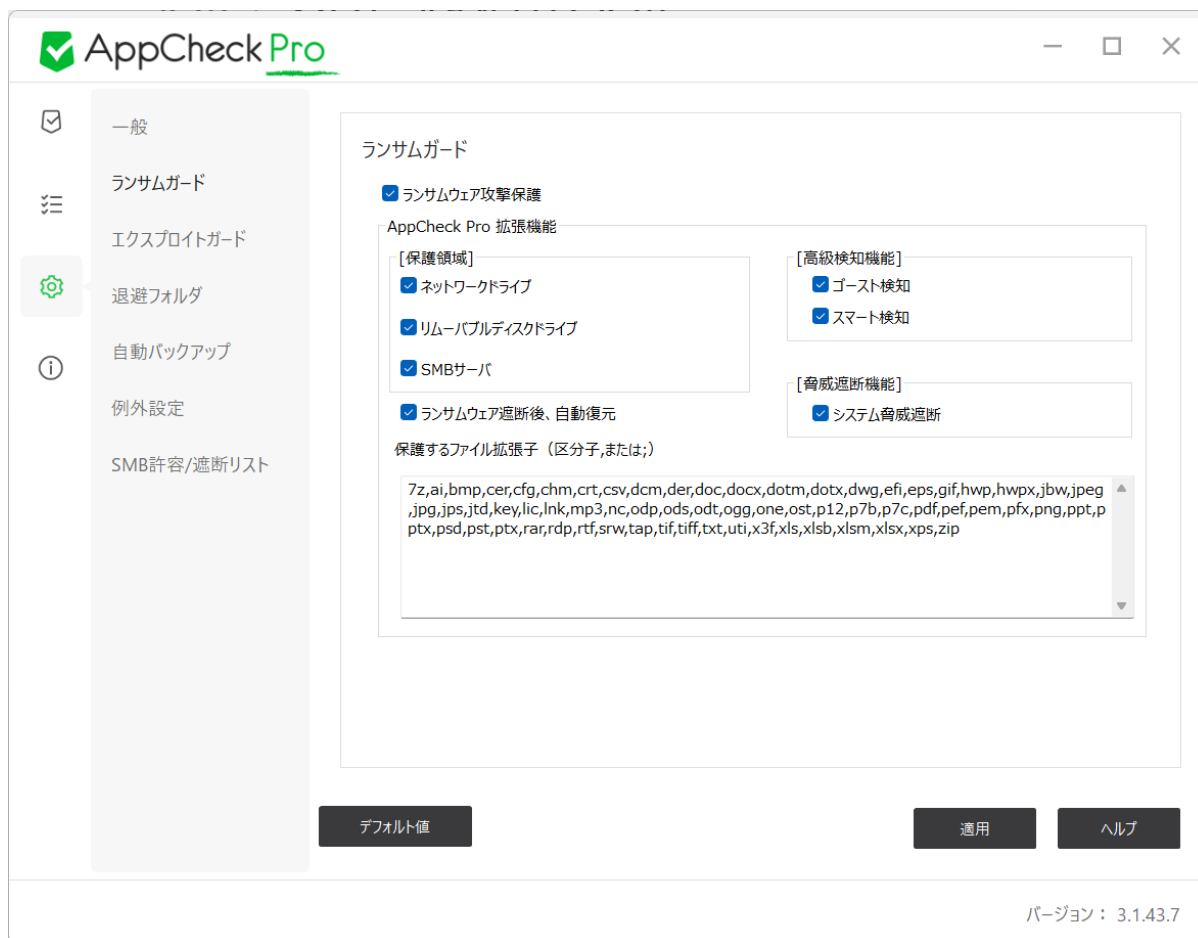 AppCheck Pro
一般
ランサムガード
エクスプロイトガード
退避フォルダ
自動バックアップ
例外設定
SMB許容/遮断リスト
ランサムガード
ランサムウェア攻撃保護
AppCheck Pro 拡張機能
[保護領域]
ネットワークドライブ
リムーバブルディスクドライブ
SMBサーバ
[高級検知機能]
ゴースト検知
スマート検知
[脅威遮断機能]
システム脅威遮断
ランサムウェア遮断後、自動復元
保護するファイル拡張子（区分子,または;）
7z,ai,bmp,cer,cfg,chm,crt,csv,dcm,der,doc,docx,dotm,dotx,dwg,efi,eps,gif,hwp,hwpx,jbw,jpeg
,jpg,jps,jtd,key,lic,lnk,mp3,nc,odp,ods,odt,ogg,one,ost,p12,p7b,p7c,pdf,pef,pem,pfx,png,ppt,p
ptx,psd,pst,ptx,rar,rdp,rtf,srw,tap,tif,tiff,txt,uti,x3f,xls,xlsb,xlsm,xlsx,xps,zip
デフォルト値
適用
ヘルプ
バージョン： 3.1.43.7